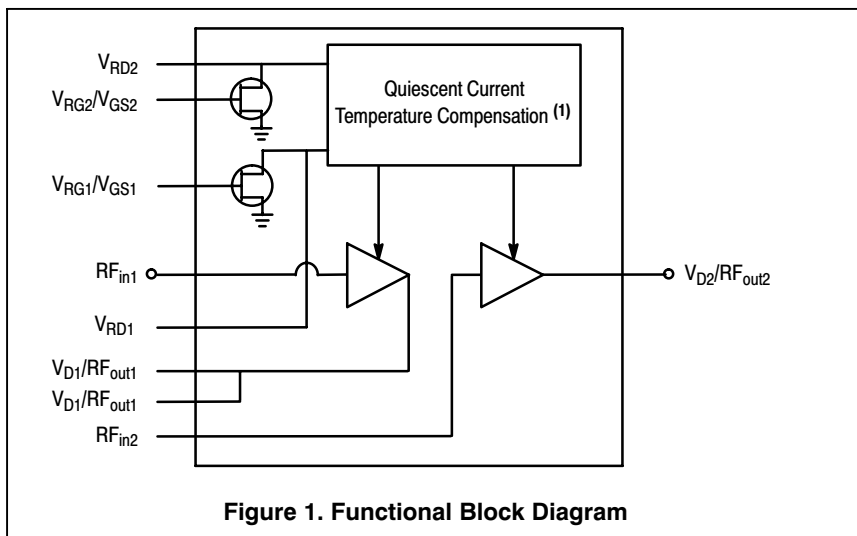 V_RD2
V_RG2/V_GS2
Quiescent Current
Temperature Compensation (1)
V_RG1/V_GS1
RF_in1
V_D2/RF_out2
V_RD1
V_D1/RF_out1
V_D1/RF_out1
RF_in2
Figure 1. Functional Block Diagram